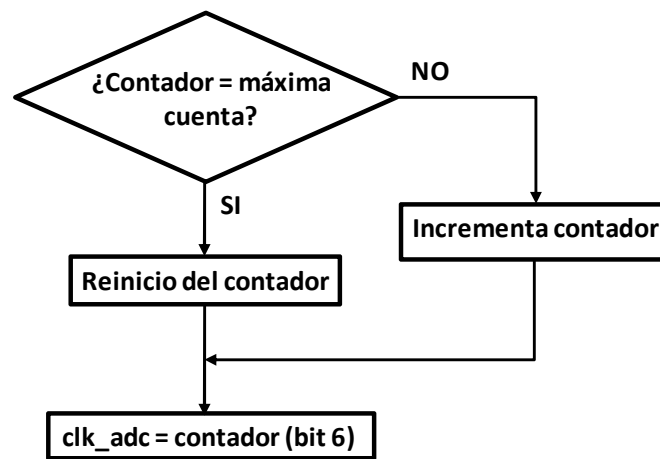 ¿Contador = máxima
cuenta?
NO
SI
Incrementa contador
Reinicio del contador
clk_adc = contador (bit 6)